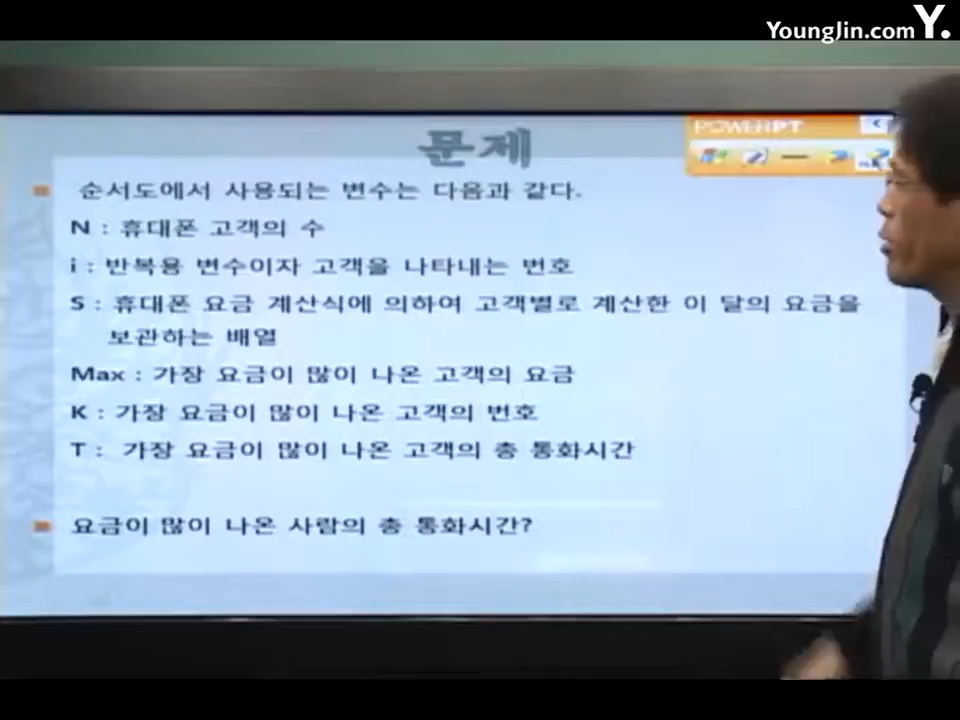 YoungJin.com Y.
POWERPT
문제
순서도에서 사용되는 변수는 다음과 같다.
N : 휴대폰 고객의 수
i : 반복용 변수이자 고객을 나타내는 번호
S : 휴대폰 요금 계산식에 의하여 고객별로 계산한 이 달의 요금을
보관하는 배열
Max : 가장 요금이 많이 나온 고객의 요금
K : 가장 요금이 많이 나온 고객의 번호
T : 가장 요금이 많이 나온 고객의 총 통화시간
요금이 많이 나온 사람의 총 통화시간?